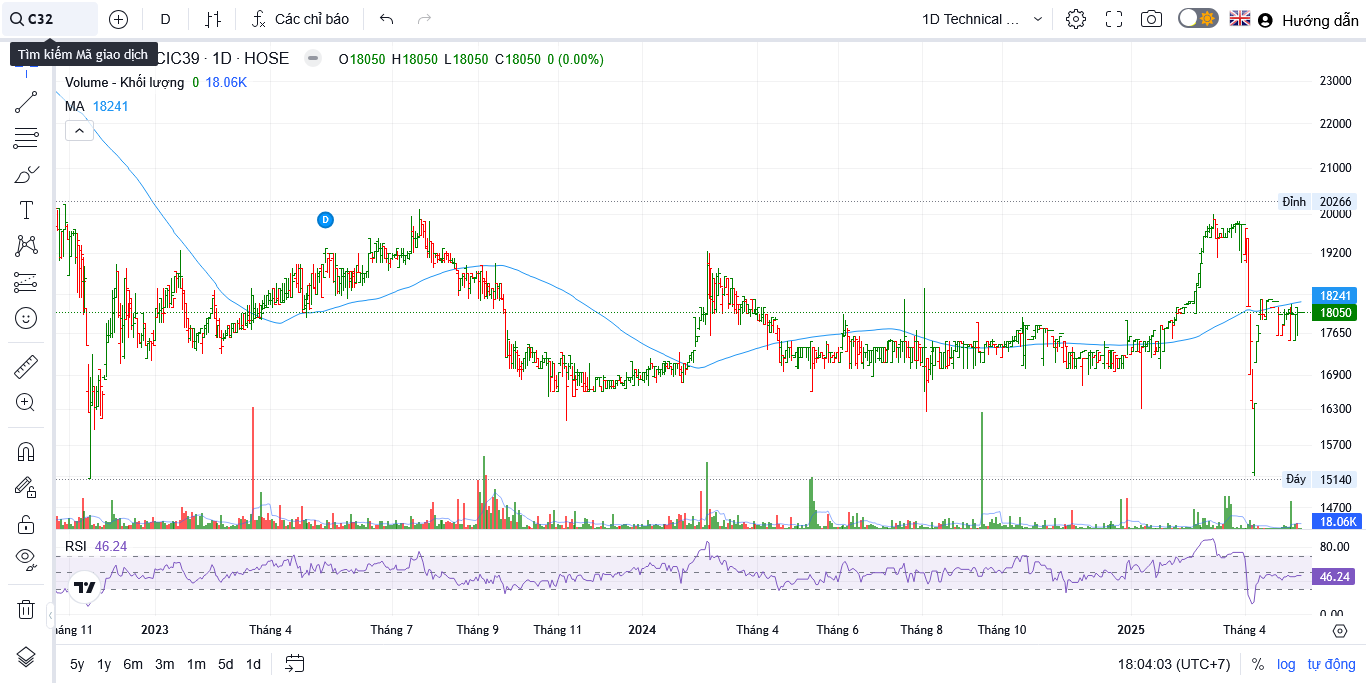 C32
D
Các chỉ báo
1D Technical ...
Hướng dẫn
Tìm kiếm Mã giao dịch
CIC39 · 1D · HOSE
O18050 H18050 L18050 C18050 0 (0.00%)
Volume - Khối lượng 0 18.06K
MA 18241
D
23000
22000
21000
Đỉnh 20266
20000
19200
18241
18050
17650
16900
16300
15700
Đáy 15140
14700
18.06K
RSI 46.24
80.00
46.24
0.00
háng 11 2023 Tháng 4 Tháng 7 Tháng 9 Tháng 11 2024 Tháng 4 Tháng 6 Tháng 8 Tháng 10 2025 Tháng 4
5y 1y 6m 3m 1m 5d 1d
18:04:03 (UTC+7) % log tự động